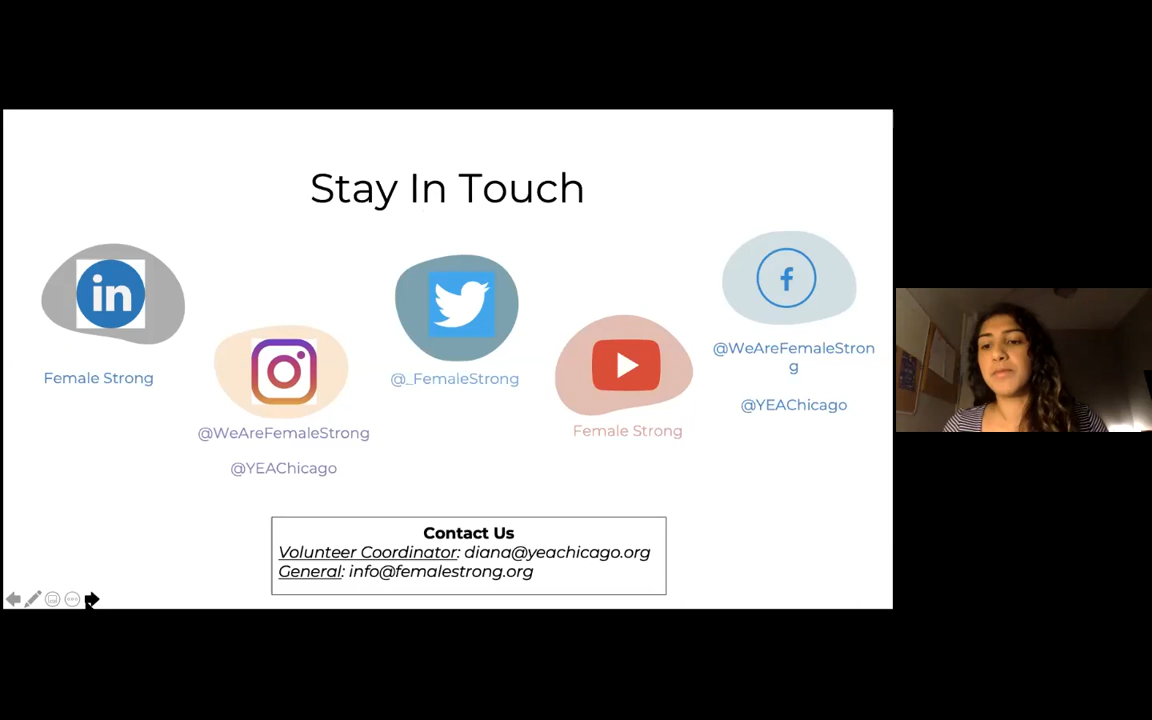 Stay In Touch
in
Female Strong
@WeAreFemaleStrong
@YEAChicago
@_FemaleStrong
Female Strong
f
@WeAreFemaleStron
g
@YEAChicago
Contact Us
Volunteer Coordinator: diana@yeachicago.org
General: info@femalestrong.org